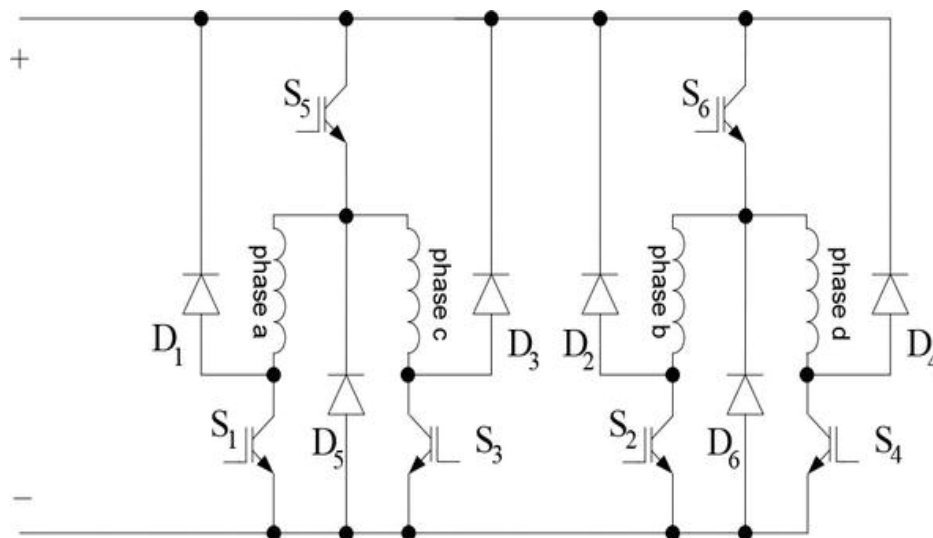 +
S5
S6
phase a
phase c
phase b
phase d
D1
D3
D2
D4
S1
D5
S3
S2
D6
S4
−